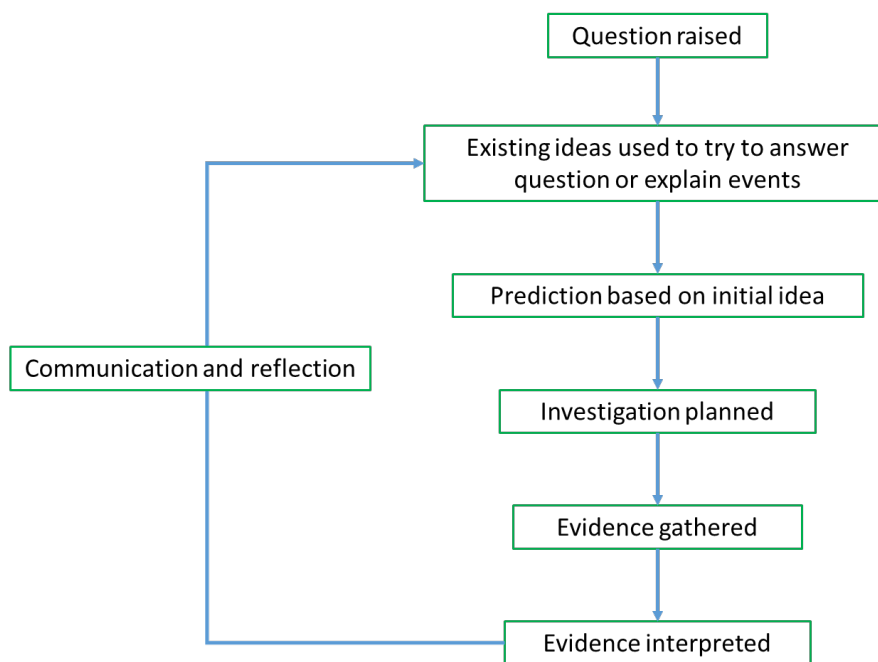 Question raised
Existing ideas used to try to answer
question or explain events
Prediction based on initial idea
Communication and reflection
Investigation planned
Evidence gathered
Evidence interpreted